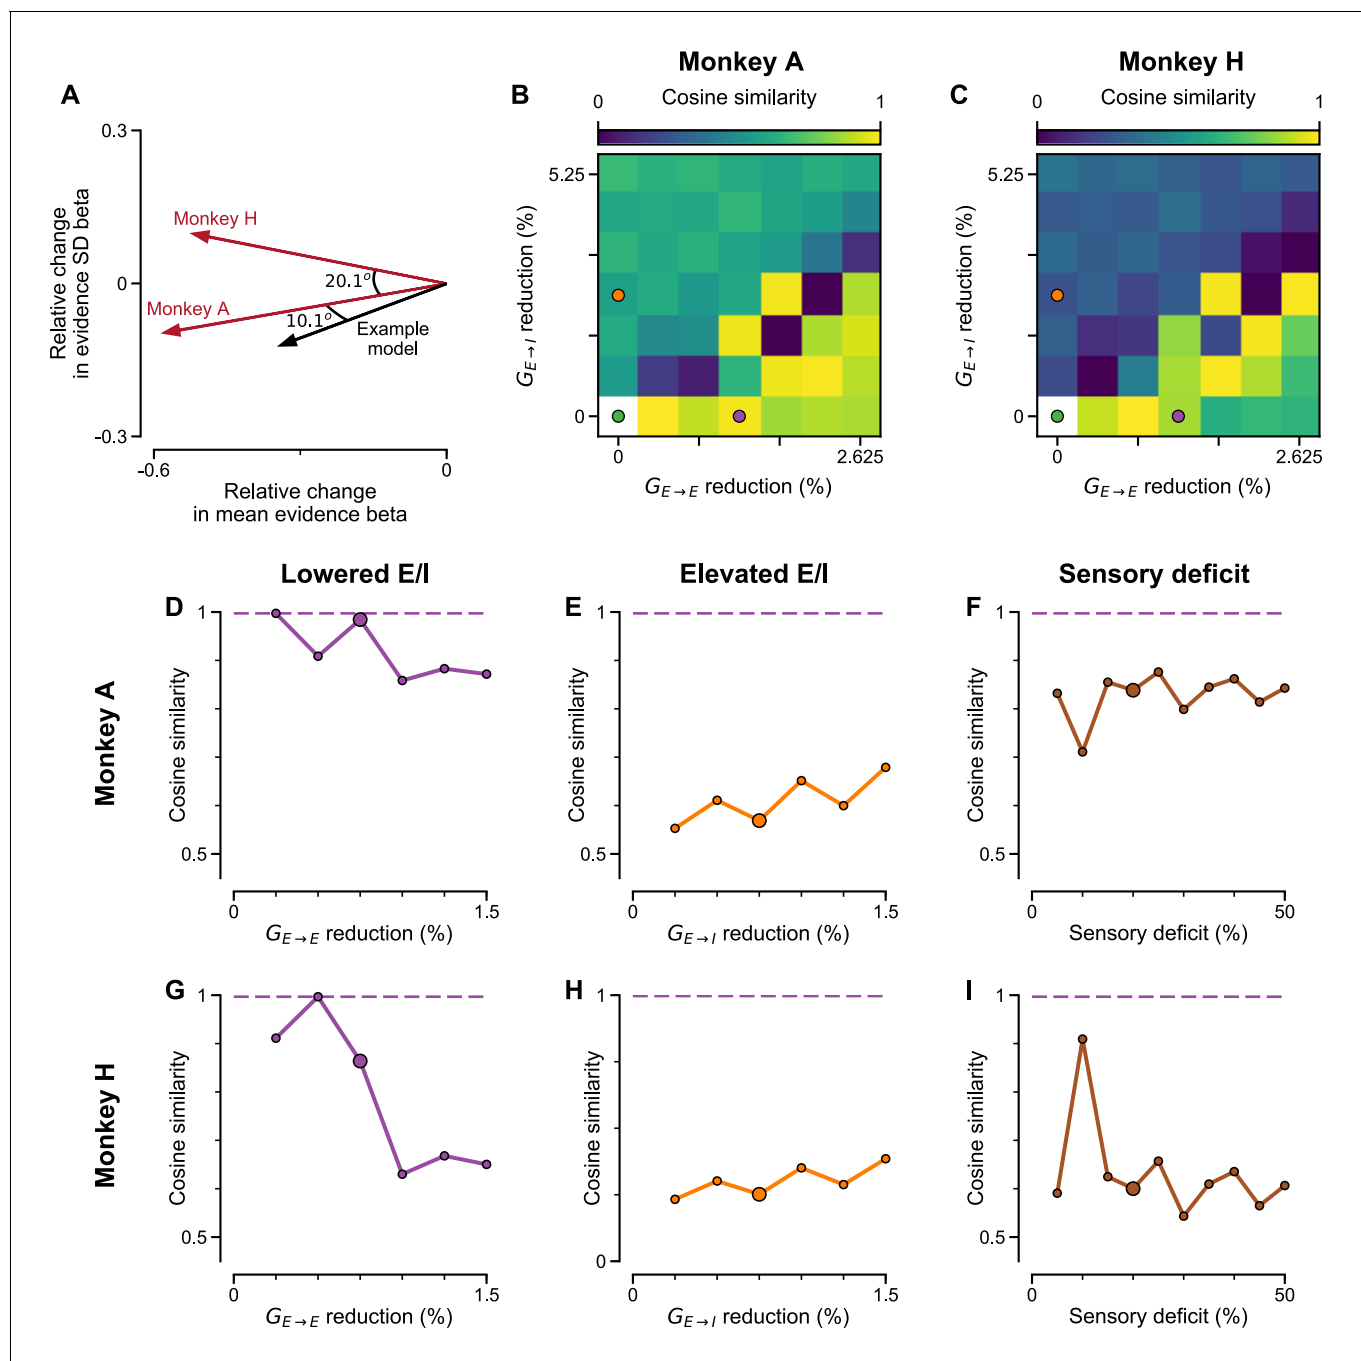 A
0.3
0
-0.3
Relative change
in evidence SD beta
Monkey H
Monkey A
20.1°
10.1°
Example
model
-0.6
0
Relative change
in mean evidence beta
Monkey A
B
0
Cosine similarity
1
5.25
0
G E→I reduction (%)
0
2.625
G E→E reduction (%)
Monkey H
C
0
Cosine similarity
1
5.25
0
G E→I reduction (%)
0
2.625
G E→E reduction (%)
Lowered E/I
Elevated E/I
Sensory deficit
Monkey A
D
1
0.5
Cosine similarity
0
1.5
G E→E reduction (%)
E
1
0.5
Cosine similarity
0
1.5
G E→I reduction (%)
F
1
0.5
Cosine similarity
0
50
Sensory deficit (%)
Monkey H
G
1
0.5
Cosine similarity
0
1.5
G E→E reduction (%)
H
1
0
Cosine similarity
0
1.5
G E→I reduction (%)
I
1
0.5
Cosine similarity
0
50
Sensory deficit (%)